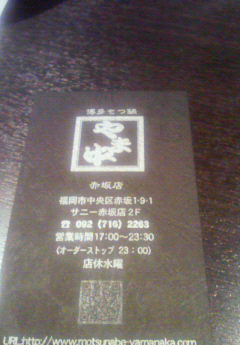 博多もつ鍋
やま中
赤坂店
福岡市中央区赤坂1-9-1
サニー赤坂店2F
☎ 092 (716) 2263
営業時間17:00〜23:30
(オーダーストップ 23:00)
店休水曜
URL:http://www.motsunabe-yamanaka.com